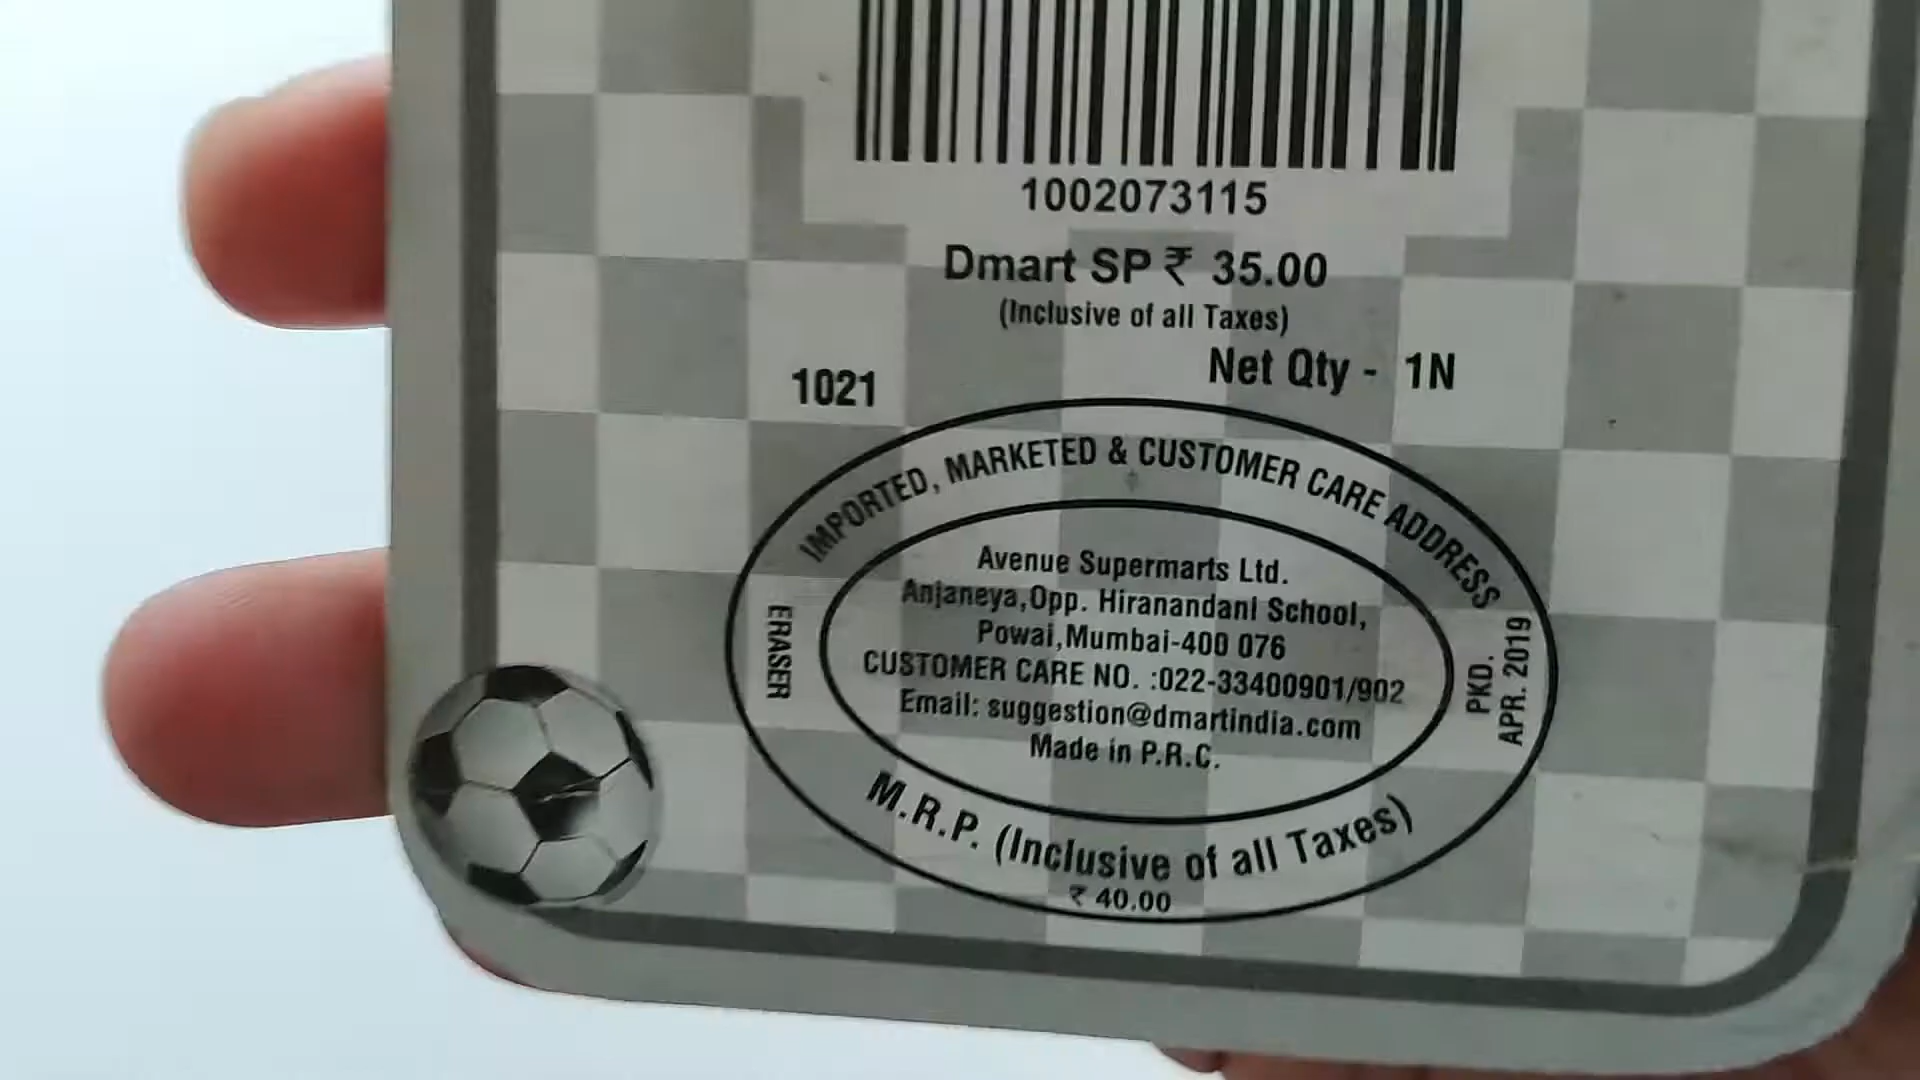 1002073115
Dmart SP ₹ 35.00
(Inclusive of all Taxes)
Net Qty - 1N
1021
IMPORTED, MARKETED & CUSTOMER CARE ADDRESS
Avenue Supermarts Ltd.
Anjaneya,Opp. Hiranandani School,
Powai,Mumbai-400 076
CUSTOMER CARE NO. :022-33400901/902
Email: suggestion@dmartindia.com
Made in P.R.C.
ERASER
PKD.
APR. 2019
M.R.P. (Inclusive of all Taxes)
₹ 40.00